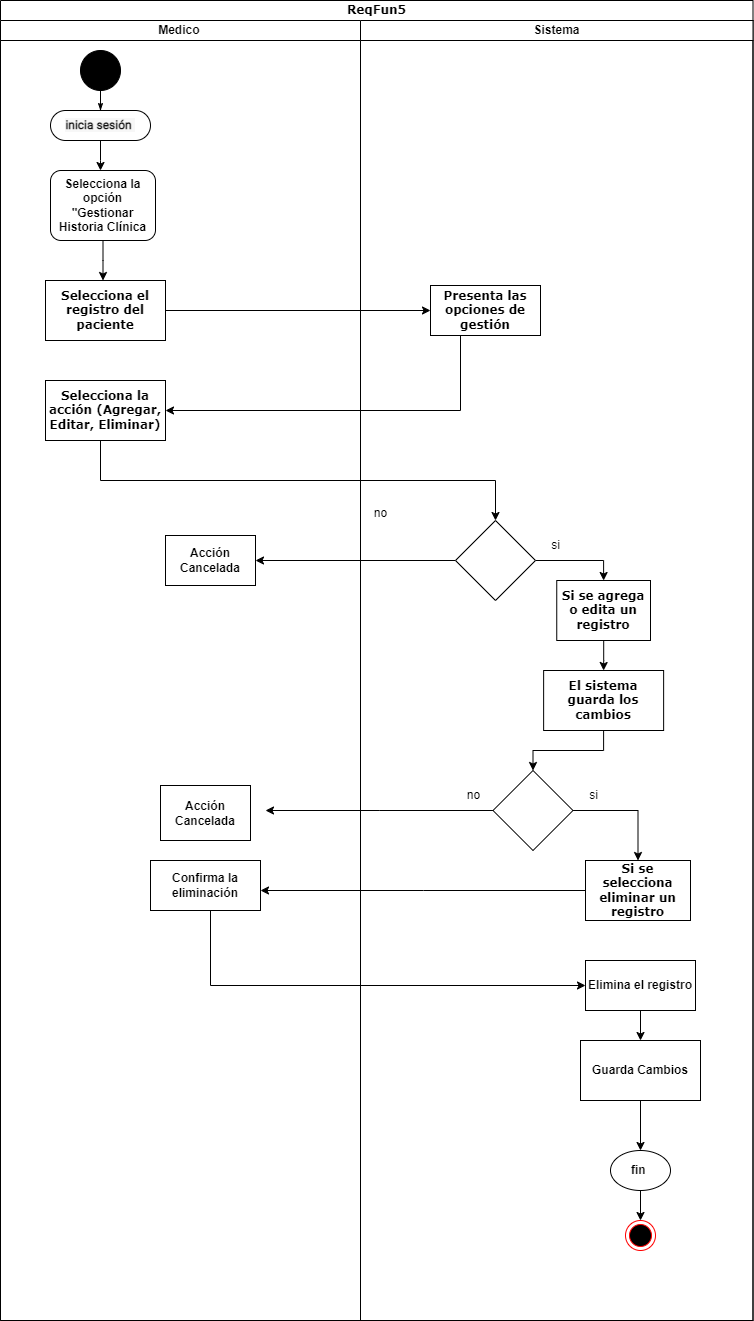 ReqFun5
Medico
Sistema
inicia sesión
Selecciona la
opción
"Gestionar
Historia Clínica
Selecciona el
registro del
paciente
Presenta las
opciones de
gestión
Selecciona la
acción (Agregar,
Editar, Eliminar)
no
si
Acción
Cancelada
Si se agrega
o edita un
registro
El sistema
guarda los
cambios
no
si
Acción
Cancelada
Si se
selecciona
eliminar un
registro
Confirma la
eliminación
Elimina el registro
Guarda Cambios
fin